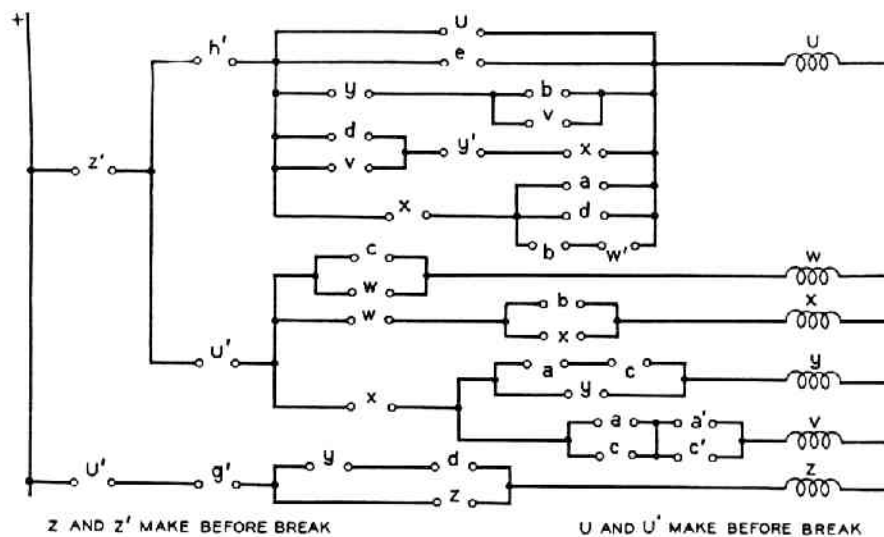 +
U
h' e U
y b
v
d
y' x
v
z' a
x d
b w'
c w
w
w b x
x
U' a c y
y
x a a' v
c c'
U' g' y d z
z
Z AND Z' MAKE BEFORE BREAK U AND U' MAKE BEFORE BREAK